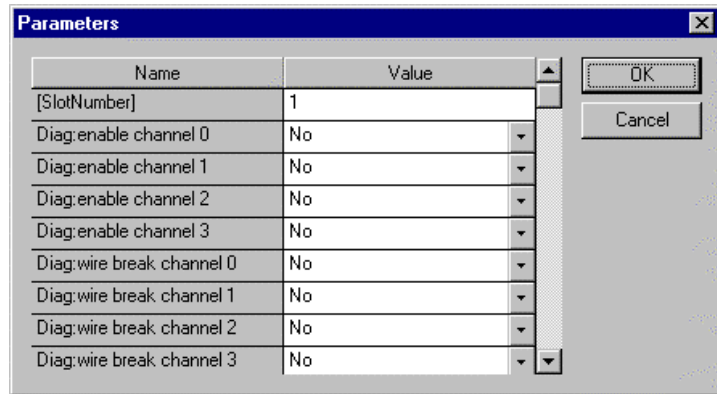 Parameters
Name Value
[SlotNumber] 1
Diag:enable channel 0 No
Diag:enable channel 1 No
Diag:enable channel 2 No
Diag:enable channel 3 No
Diag:wire break channel 0 No
Diag:wire break channel 1 No
Diag:wire break channel 2 No
Diag:wire break channel 3 No
OK
Cancel